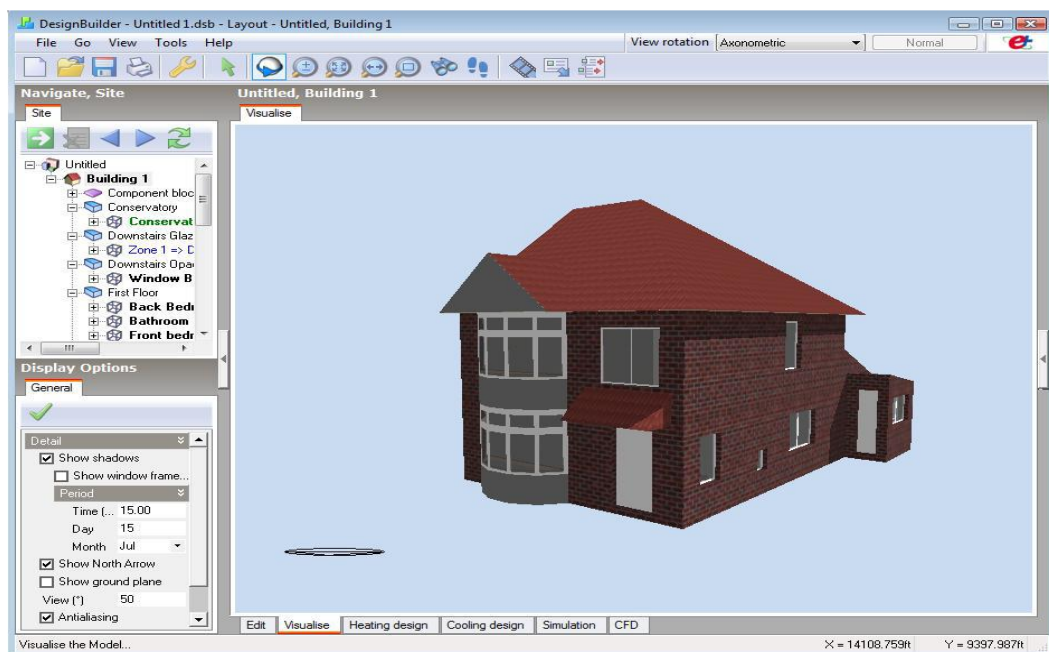 DesignBuilder - Untitled 1.dsb - Layout - Untitled, Building 1
File Go View Tools Help
View rotation Axonometric Normal
Navigate, Site
Site
Untitled
Building 1
Component bloc
Conservatory
Conservat
Downstairs Glaz
Zone 1 => D
Downstairs Opa
Window B
First Floor
Back Bedr
Bathroom
Front bedr
Display Options
General
Detail
Show shadows
Show window frame...
Period
Time (... 15.00
Day 15
Month Jul
Show North Arrow
Show ground plane
View (°) 50
Antialiasing
Untitled, Building 1
Visualise
Edit Visualise Heating design Cooling design Simulation CFD
Visualise the Model...
X = 14108.759ft Y = 9397.987ft